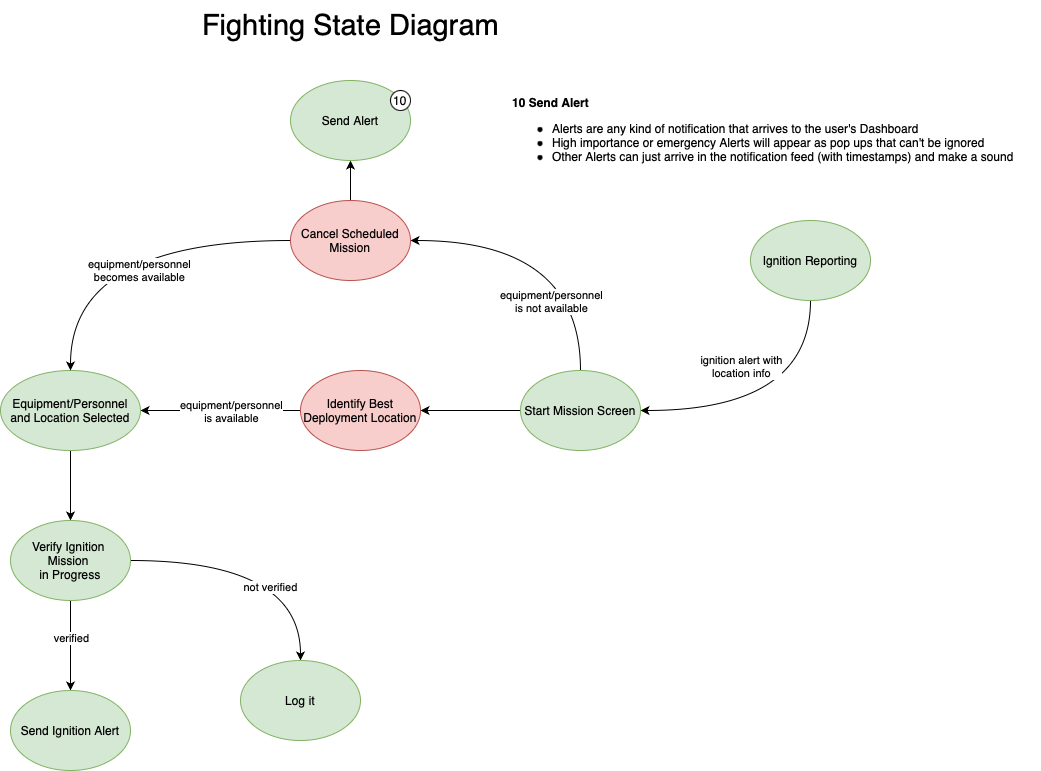 Fighting State Diagram
10
Send Alert
10 Send Alert
Alerts are any kind of notification that arrives to the user's Dashboard
High importance or emergency Alerts will appear as pop ups that can't be ignored
Other Alerts can just arrive in the notification feed (with timestamps) and make a sound
Cancel Scheduled
Mission
Ignition Reporting
equipment/personnel
becomes available
equipment/personnel
is not available
ignition alert with
location info
Equipment/Personnel
and Location Selected
equipment/personnel
is available
Identify Best
Deployment Location
Start Mission Screen
Verify Ignition
Mission
in Progress
not verified
verified
Log it
Send Ignition Alert